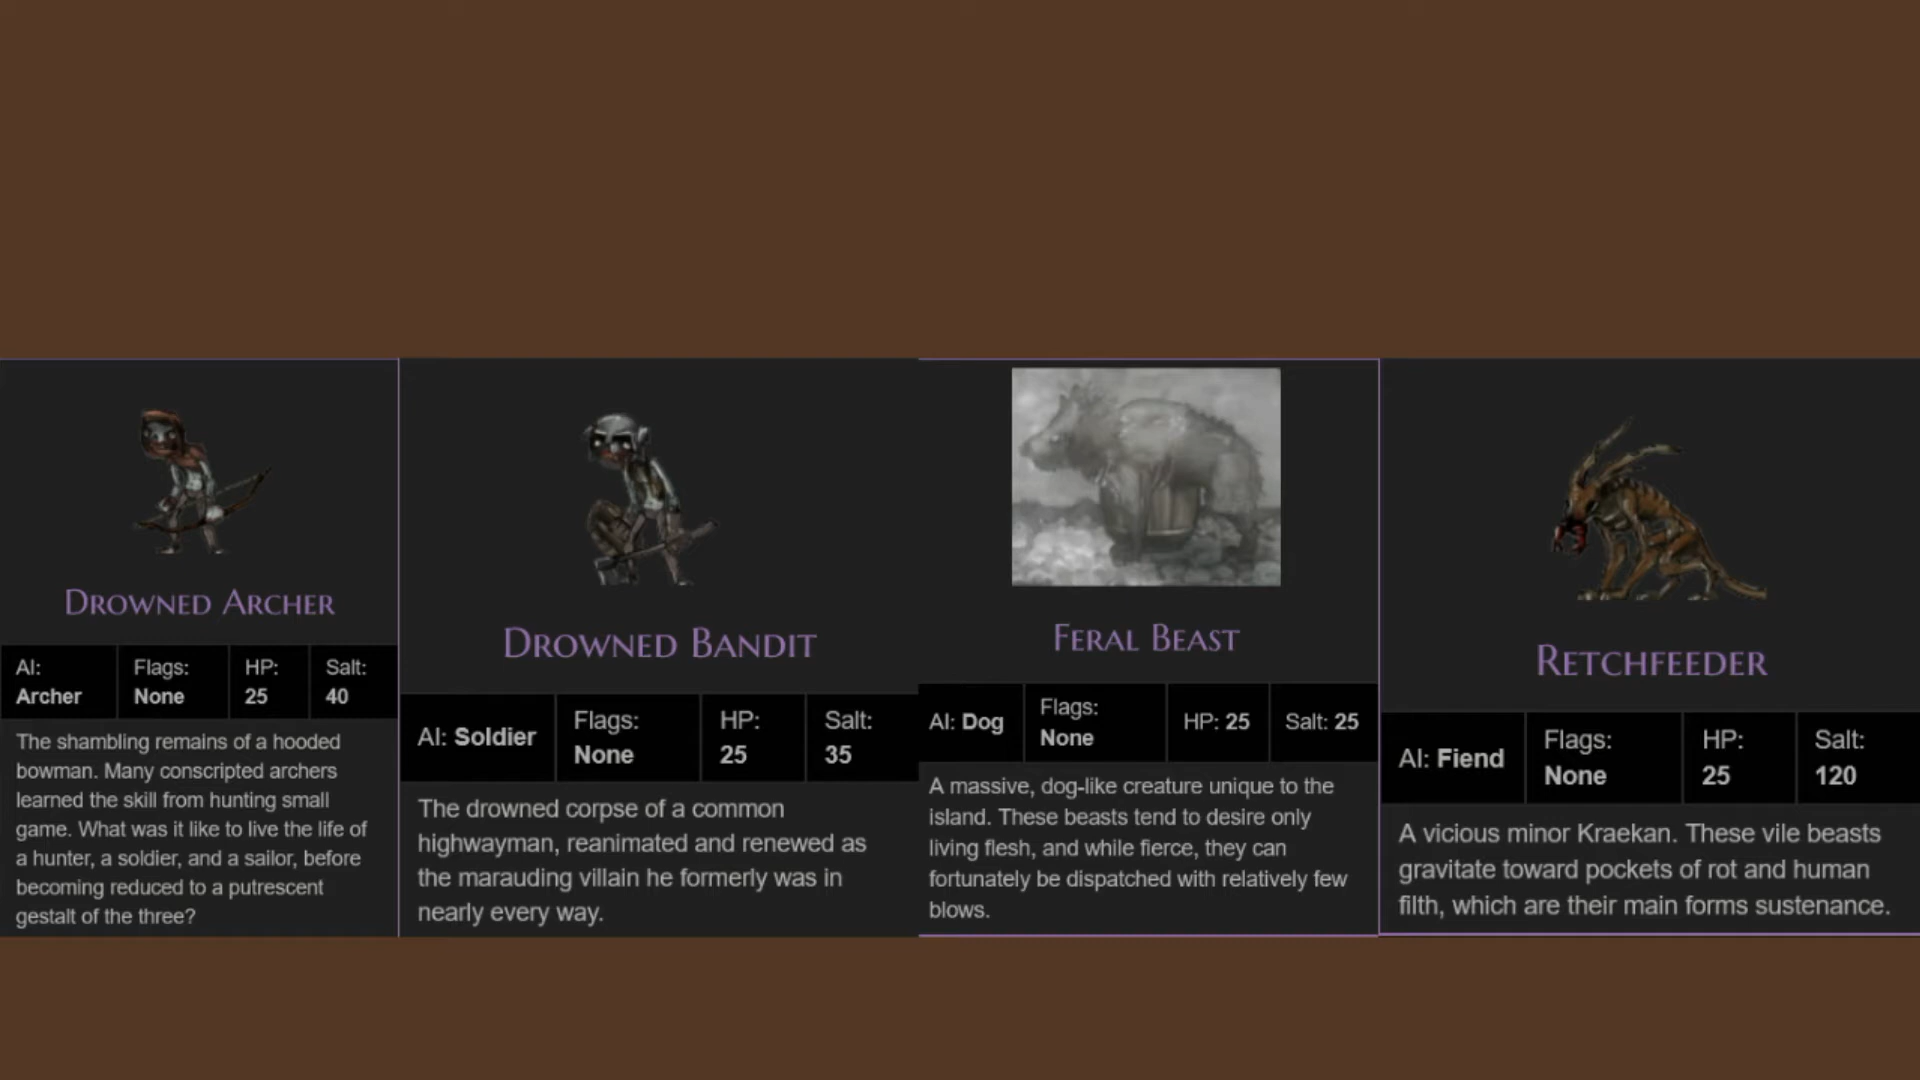 Drowned Archer
AI:
Archer
Flags:
None
HP:
25
Salt:
40
The shambling remains of a hooded
bowman. Many conscripted archers
learned the skill from hunting small
game. What was it like to live the life of
a hunter, a soldier, and a sailor, before
becoming reduced to a putrescent
gestalt of the three?
Drowned Bandit
AI: Soldier
Flags:
None
HP:
25
Salt:
35
The drowned corpse of a common
highwayman, reanimated and renewed as
the marauding villain he formerly was in
nearly every way.
Feral Beast
AI: Dog
Flags:
None
HP: 25
Salt: 25
A massive, dog-like creature unique to the
island. These beasts tend to desire only
living flesh, and while fierce, they can
fortunately be dispatched with relatively few
blows.
Retchfeeder
AI: Fiend
Flags:
None
HP:
25
Salt:
120
A vicious minor Kraekan. These vile beasts
gravitate toward pockets of rot and human
filth, which are their main forms sustenance.